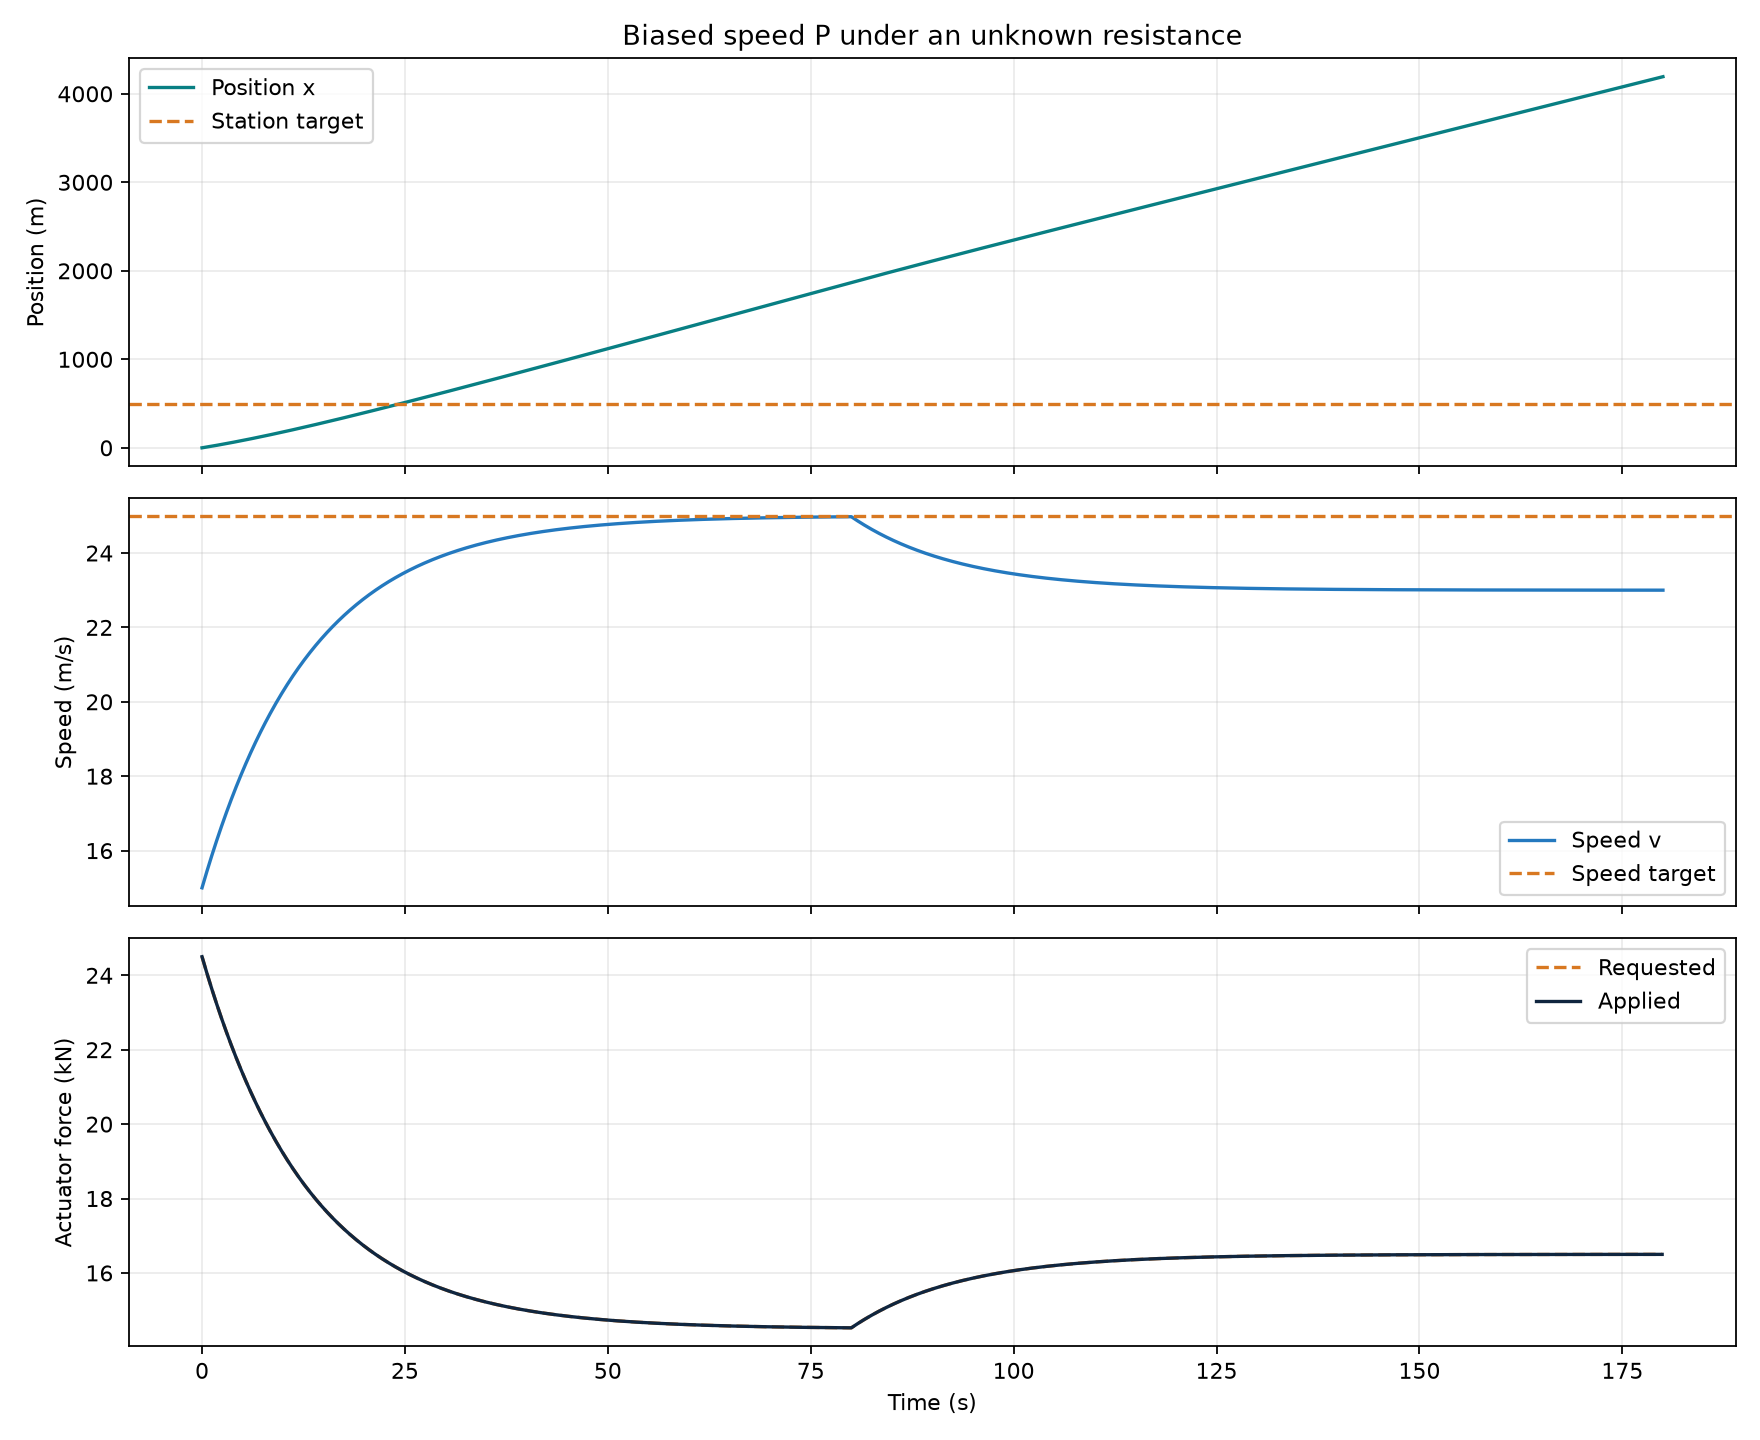 Biased speed P under an unknown resistance
Position x
Station target
Position (m)
4000
3000
2000
1000
0
Speed (m/s)
24
22
20
18
16
Speed v
Speed target
Actuator force (kN)
24
22
20
18
16
Requested
Applied
0 25 50 75 100 125 150 175
Time (s)